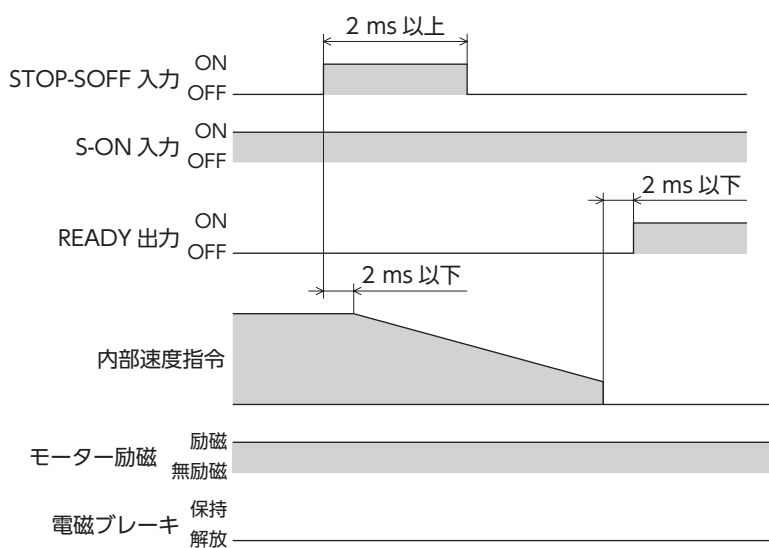 2 ms 以上
STOP-SOFF 入力
ON
OFF
S-ON 入力
ON
OFF
2 ms 以下
READY 出力
ON
OFF
2 ms 以下
内部速度指令
モーター励磁
励磁
無励磁
電磁ブレーキ
保持
解放